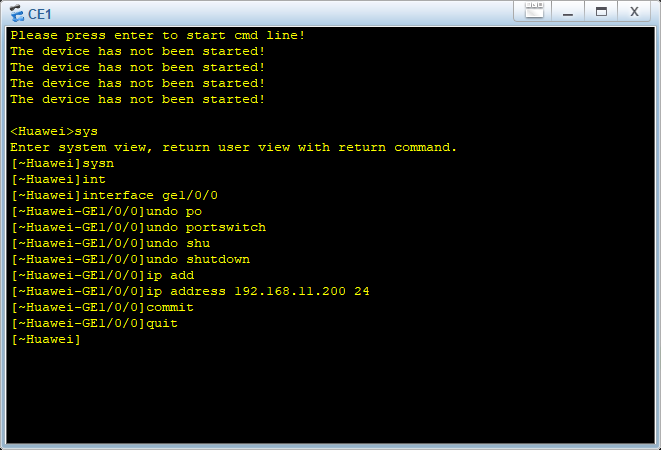 CE1
Please press enter to start cmd line!
The device has not been started!
The device has not been started!
The device has not been started!
The device has not been started!
<Huawei>sys
Enter system view, return user view with return command.
[~Huawei]sysn
[~Huawei]int
[~Huawei]interface ge1/0/0
[~Huawei-GE1/0/0]undo po
[~Huawei-GE1/0/0]undo portswitch
[~Huawei-GE1/0/0]undo shu
[~Huawei-GE1/0/0]undo shutdown
[~Huawei-GE1/0/0]ip add
[~Huawei-GE1/0/0]ip address 192.168.11.200 24
[~Huawei-GE1/0/0]commit
[~Huawei-GE1/0/0]quit
[~Huawei]